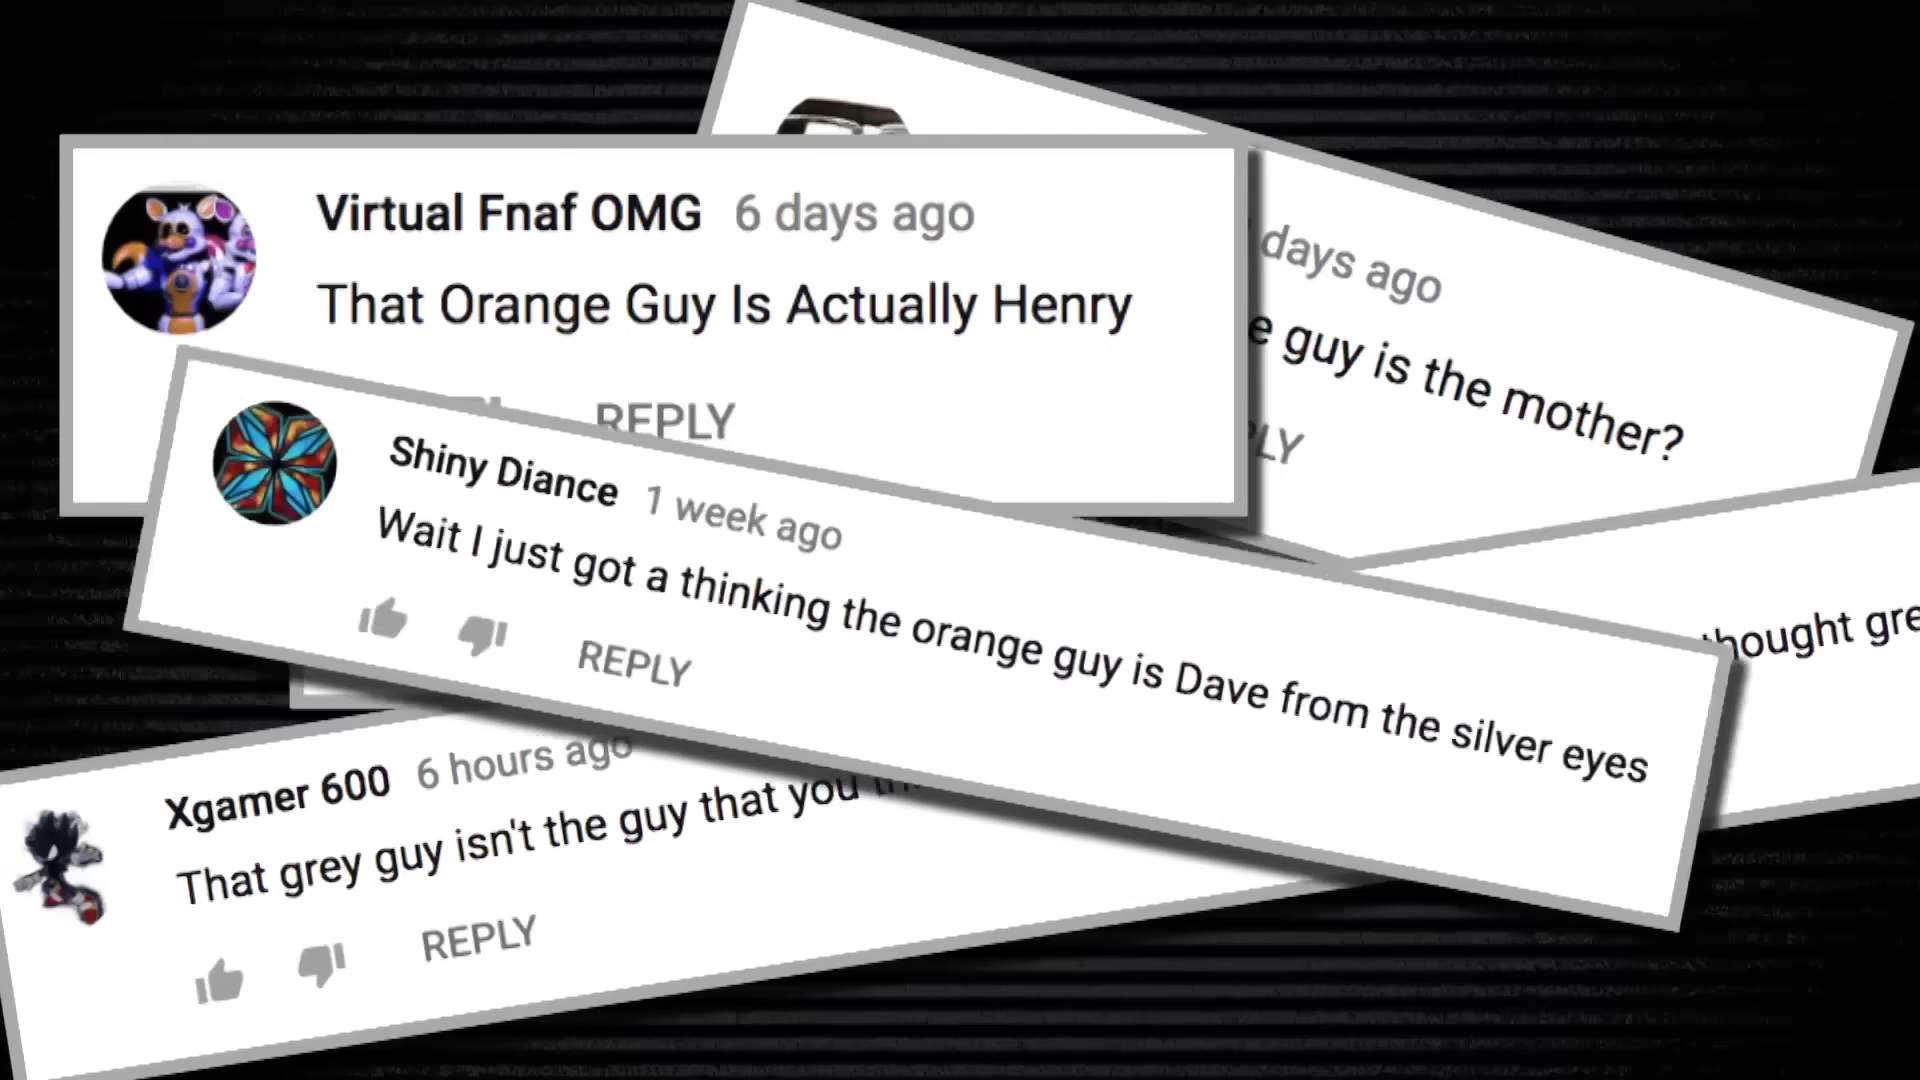 Virtual Fnaf OMG 6 days ago
That Orange Guy Is Actually Henry
REPLY
days ago
guy is the mother?
Shiny Diance 1 week ago
Wait I just got a thinking the orange guy is Dave from the silver eyes
REPLY
thought
Xgamer 600 6 hours ago
That grey guy isn't the guy that you
REPLY